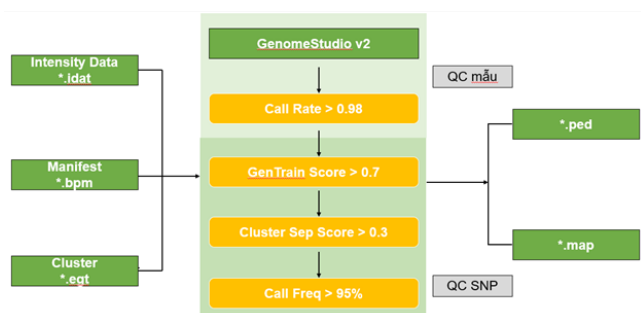 Intensity Data
*.idat
Manifest
*.bpm
Cluster
*.egt
GenomeStudio v2
Call Rate > 0.98
GenTrain Score > 0.7
Cluster Sep Score > 0.3
Call Freq > 95%
QC mẫu
QC SNP
*.ped
*.map